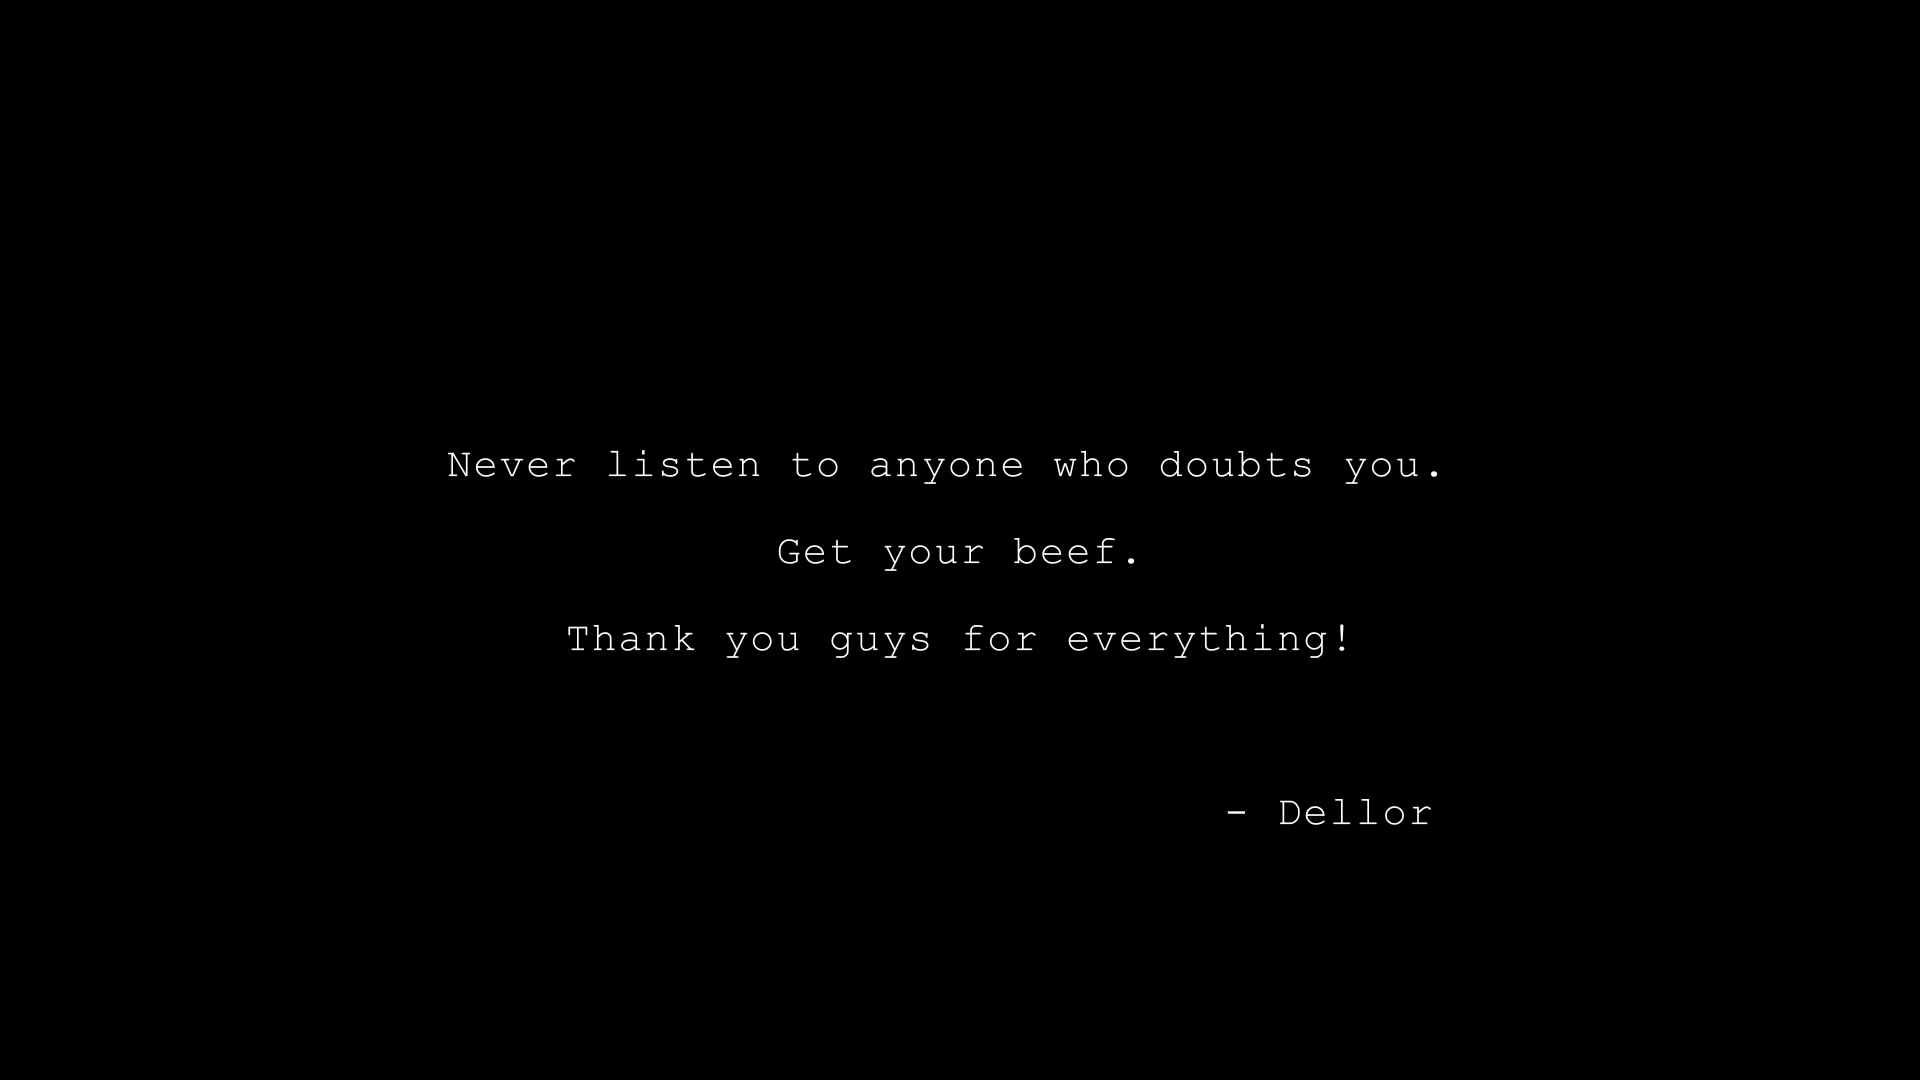 Never listen to anyone who doubts you.
Get your beef.
Thank you guys for everything!
- Dellor